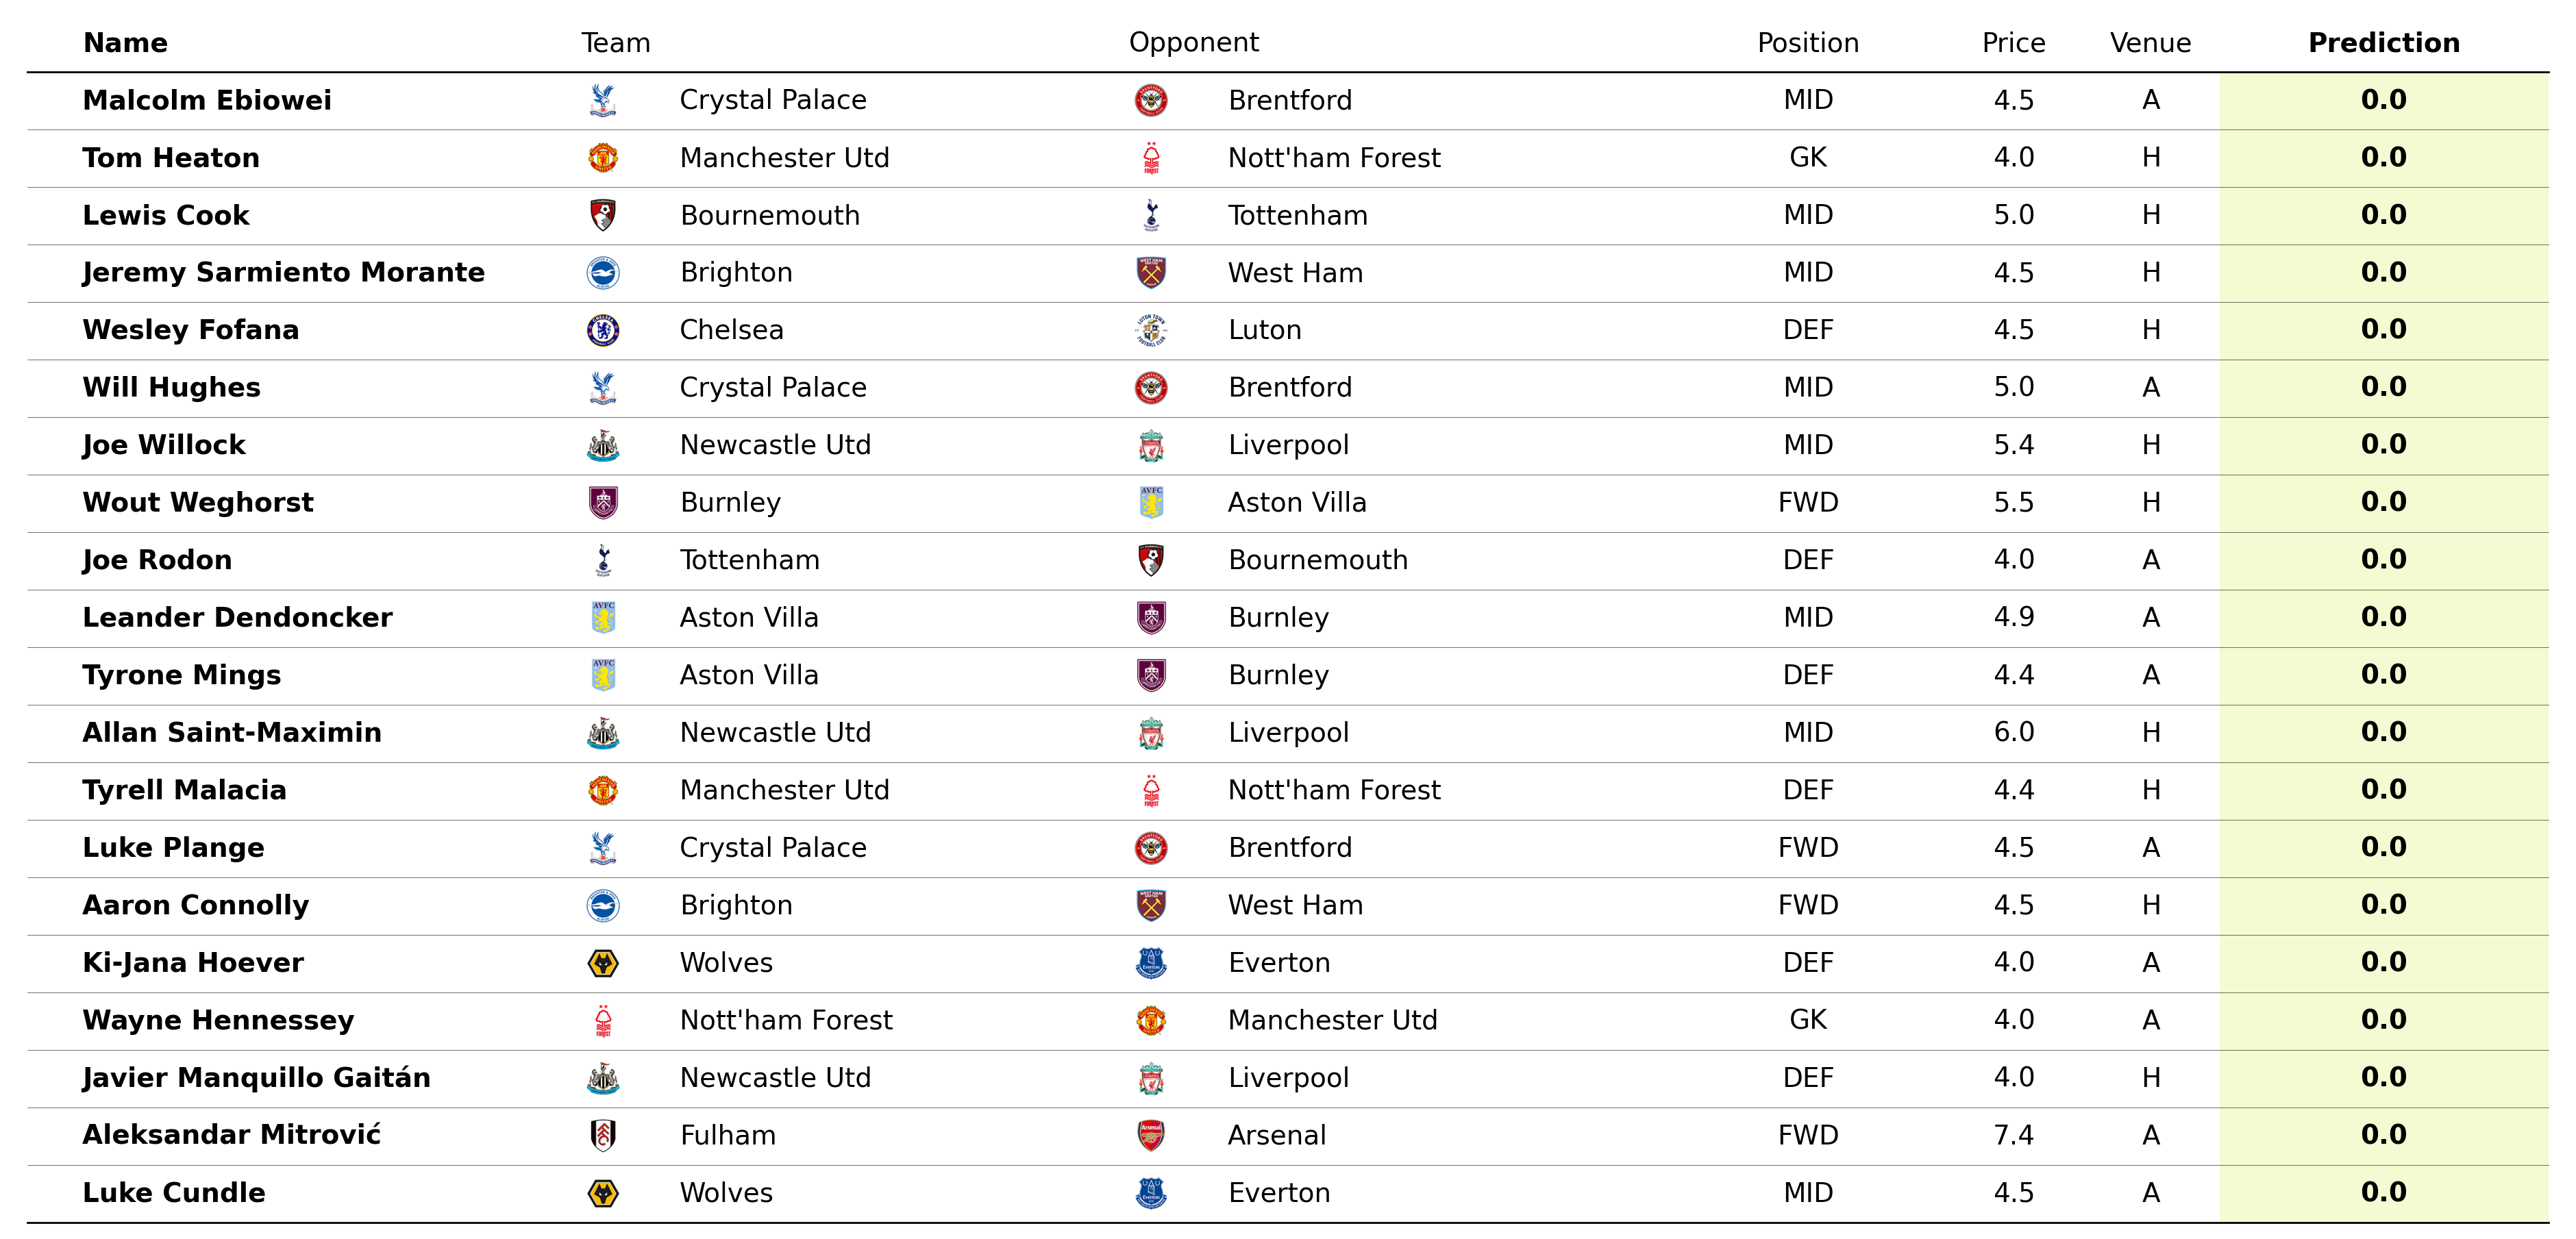 Name Team Opponent Position Price Venue Prediction
Malcolm Ebiowei Crystal Palace Brentford MID 4.5 A 0.0
Tom Heaton Manchester Utd Nott'ham Forest GK 4.0 H 0.0
Lewis Cook Bournemouth Tottenham MID 5.0 H 0.0
Jeremy Sarmiento Morante Brighton West Ham MID 4.5 H 0.0
Wesley Fofana Chelsea Luton DEF 4.5 H 0.0
Will Hughes Crystal Palace Brentford MID 5.0 A 0.0
Joe Willock Newcastle Utd Liverpool MID 5.4 H 0.0
Wout Weghorst Burnley Aston Villa FWD 5.5 H 0.0
Joe Rodon Tottenham Bournemouth DEF 4.0 A 0.0
Leander Dendoncker Aston Villa Burnley MID 4.9 A 0.0
Tyrone Mings Aston Villa Burnley DEF 4.4 A 0.0
Allan Saint-Maximin Newcastle Utd Liverpool MID 6.0 H 0.0
Tyrell Malacia Manchester Utd Nott'ham Forest DEF 4.4 H 0.0
Luke Plange Crystal Palace Brentford FWD 4.5 A 0.0
Aaron Connolly Brighton West Ham FWD 4.5 H 0.0
Ki-Jana Hoever Wolves Everton DEF 4.0 A 0.0
Wayne Hennessey Nott'ham Forest Manchester Utd GK 4.0 A 0.0
Javier Manquillo Gaitán Newcastle Utd Liverpool DEF 4.0 H 0.0
Aleksandar Mitrović Fulham Arsenal FWD 7.4 A 0.0
Luke Cundle Wolves Everton MID 4.5 A 0.0